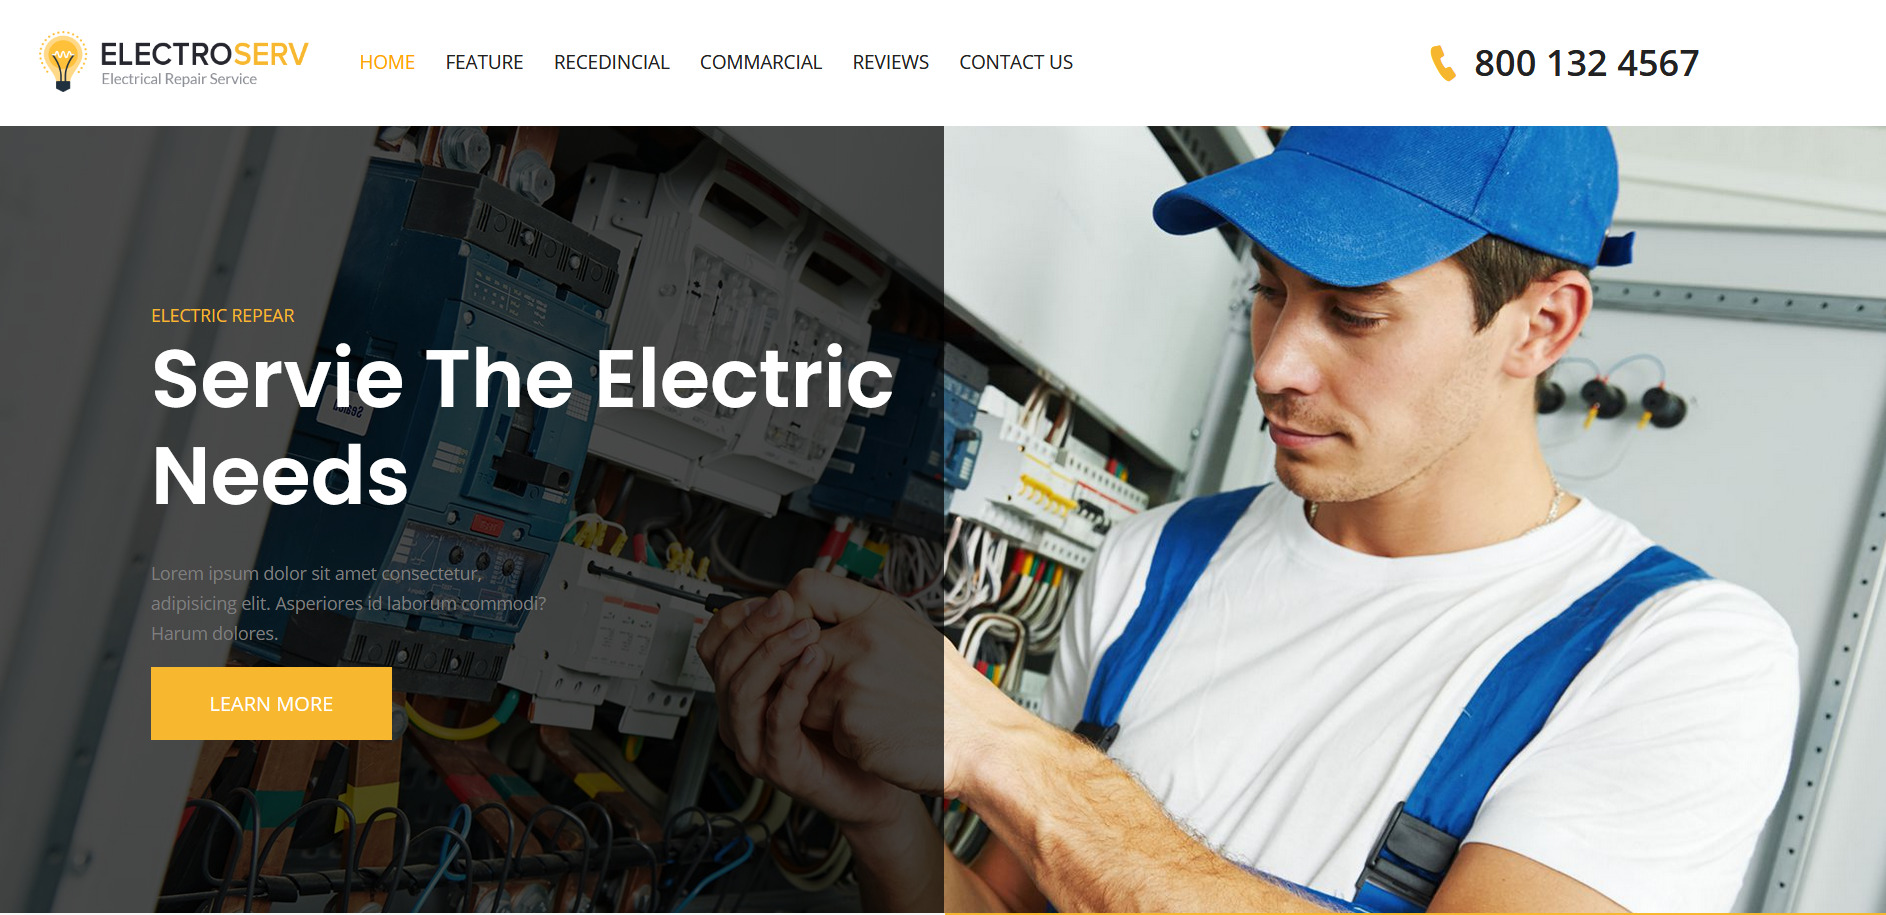 ELECTROSERV
Electrical Repair Service
HOME FEATURE RECEDINCIAL COMMARCIAL REVIEWS CONTACT US
800 132 4567
ELECTRIC REPEAR
Servie The Electric
Needs
Lorem ipsum dolor sit amet consectetur,
adipisicing elit. Asperiores id laborum commodi?
Harum dolores.
LEARN MORE